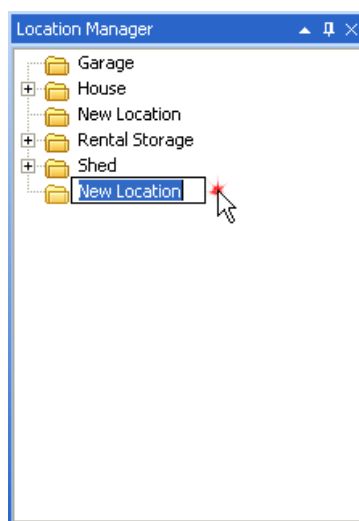 Location Manager
Garage
House
New Location
Rental Storage
Shed
New Location